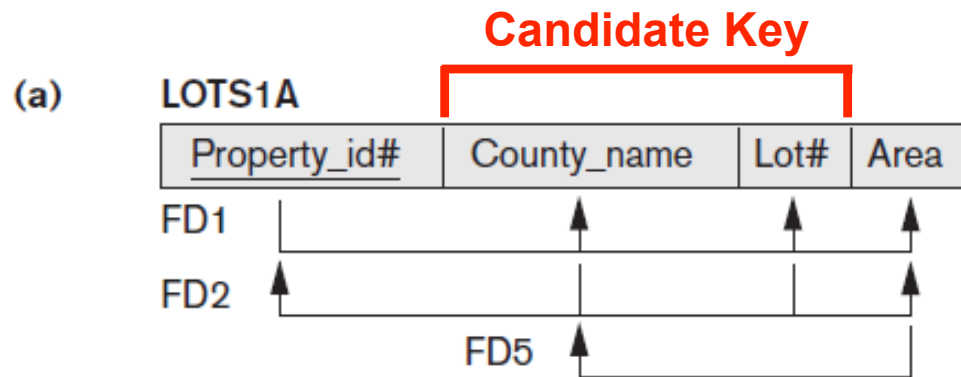 Candidate Key
(a) LOTS1A
Property_id# County_name Lot# Area
FD1
FD2
FD5